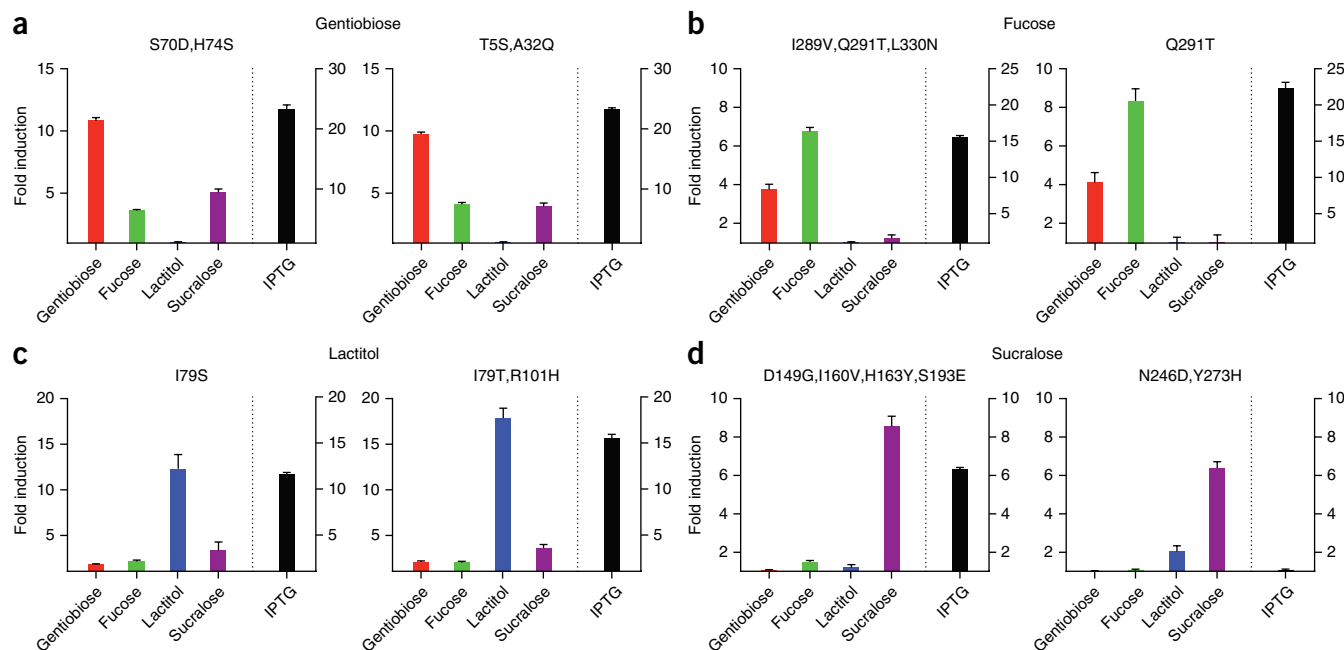 a
Gentiobiose
S70D,H74S
T5S,A32Q
Fold induction
15
10
5
30
20
10
15
10
5
30
20
10
Gentiobiose
Fucose
Lactitol
Sucralose
IPTG
Gentiobiose
Fucose
Lactitol
Sucralose
IPTG
b
Fucose
I289V,Q291T,L330N
Q291T
Fold induction
10
8
6
4
2
25
20
15
10
5
10
8
6
4
2
25
20
15
10
5
Gentiobiose
Fucose
Lactitol
Sucralose
IPTG
Gentiobiose
Fucose
Lactitol
Sucralose
IPTG
c
Lactitol
I79S
I79T,R101H
Fold induction
20
15
10
5
20
15
10
5
20
15
10
5
20
15
10
5
Gentiobiose
Fucose
Lactitol
Sucralose
IPTG
Gentiobiose
Fucose
Lactitol
Sucralose
IPTG
d
Sucralose
D149G,I160V,H163Y,S193E
N246D,Y273H
Fold induction
10
8
6
4
2
10
8
6
4
2
10
8
6
4
2
10
8
6
4
2
Gentiobiose
Fucose
Lactitol
Sucralose
IPTG
Gentiobiose
Fucose
Lactitol
Sucralose
IPTG